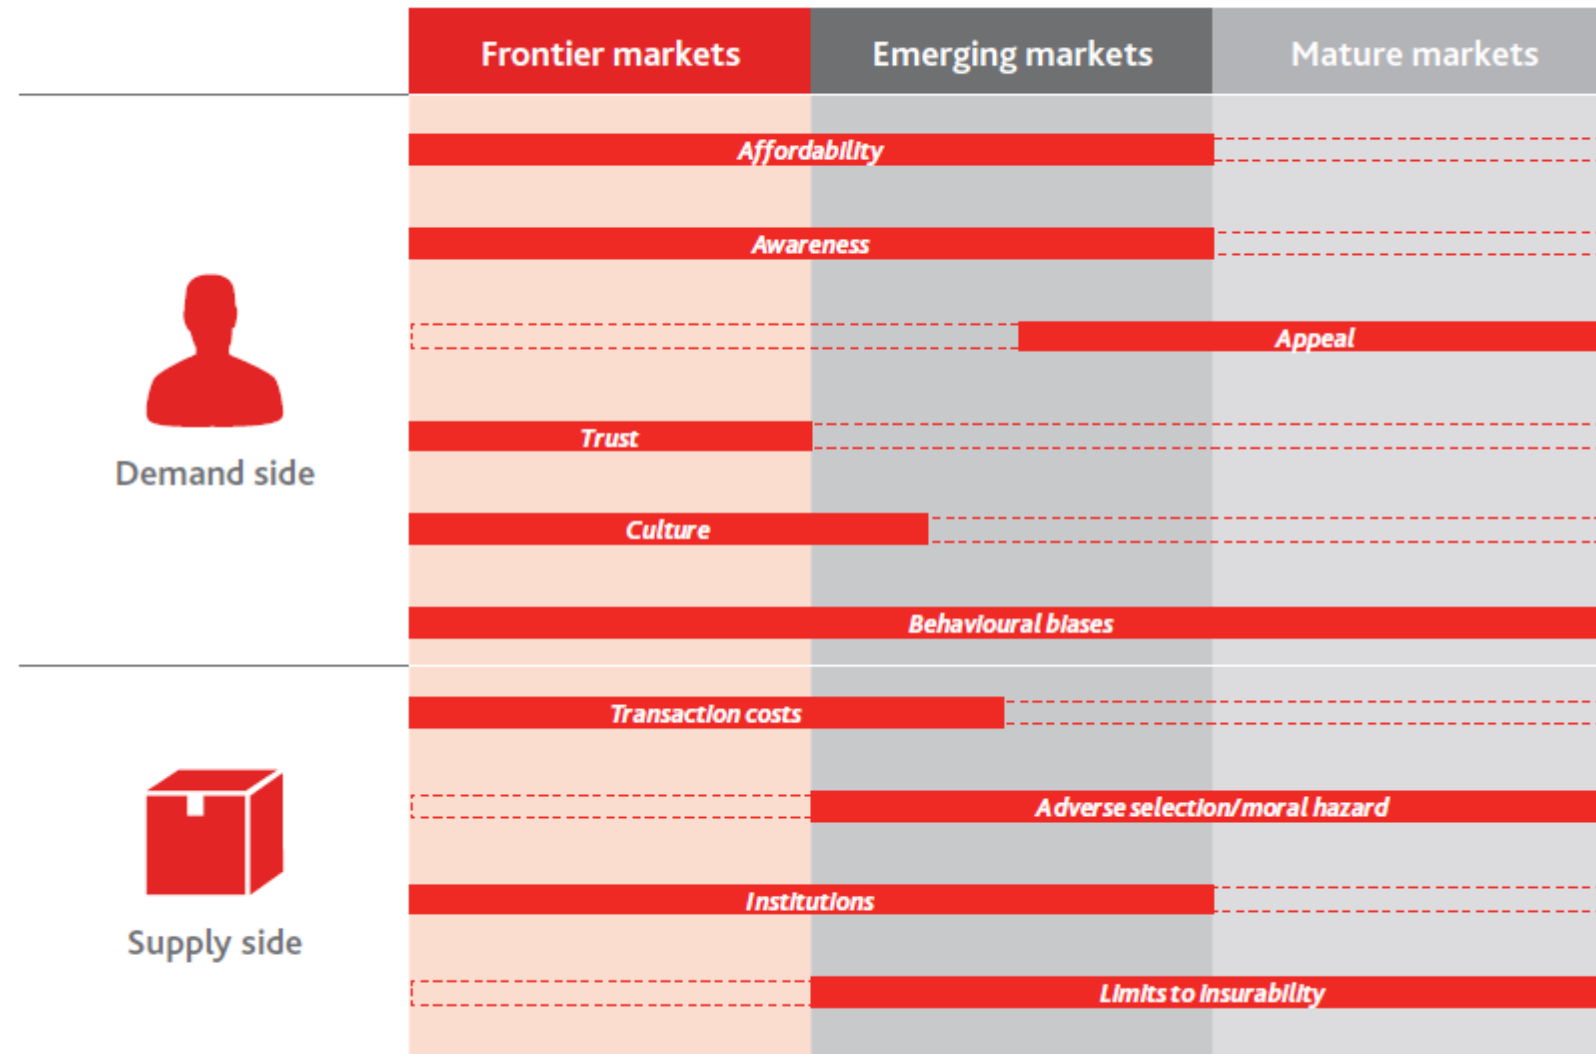 Frontier markets
Emerging markets
Mature markets
Affordability
Awareness
Appeal
Trust
Demand side
Culture
Behavioural biases
Transaction costs
Adverse selection/moral hazard
Institutions
Supply side
Limits to insurability